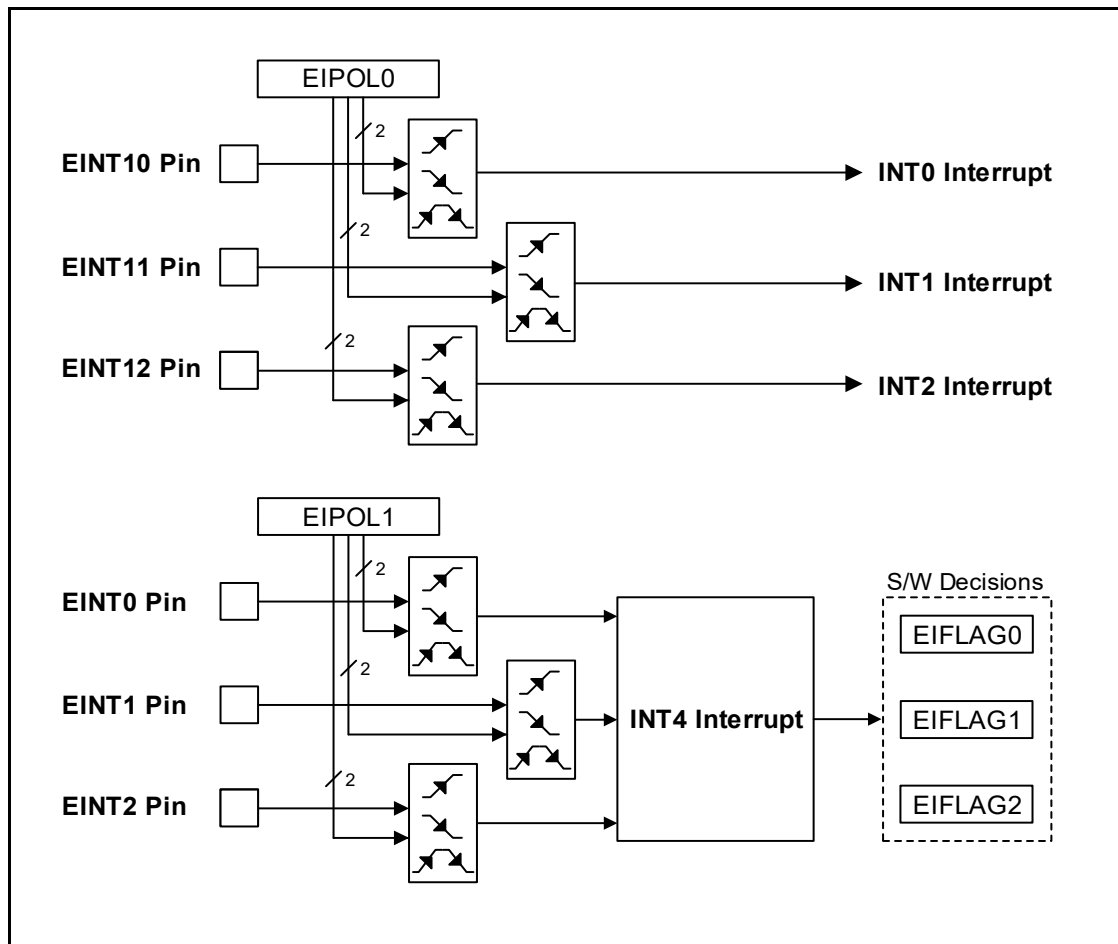 EIPOL0
2
EINT10 Pin
INT0 Interrupt
2
EINT11 Pin
INT1 Interrupt
2
EINT12 Pin
INT2 Interrupt
EIPOL1
2
S/W Decisions
EINT0 Pin
EIFLAG0
2
EINT1 Pin
INT4 Interrupt
EIFLAG1
2
EINT2 Pin
EIFLAG2